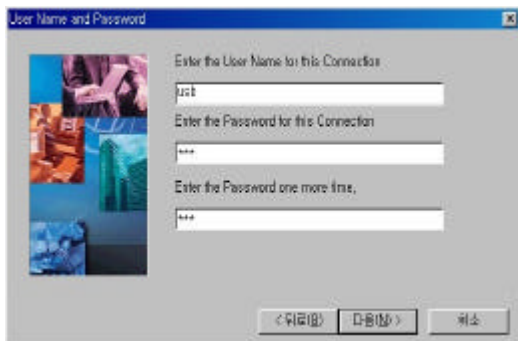 User Name and Password
Enter the User Name for this Connection
usb
Enter the Password for this Connection
***
Enter the Password one more time,
***
< 뒤로(B)
다음(N) >
취소